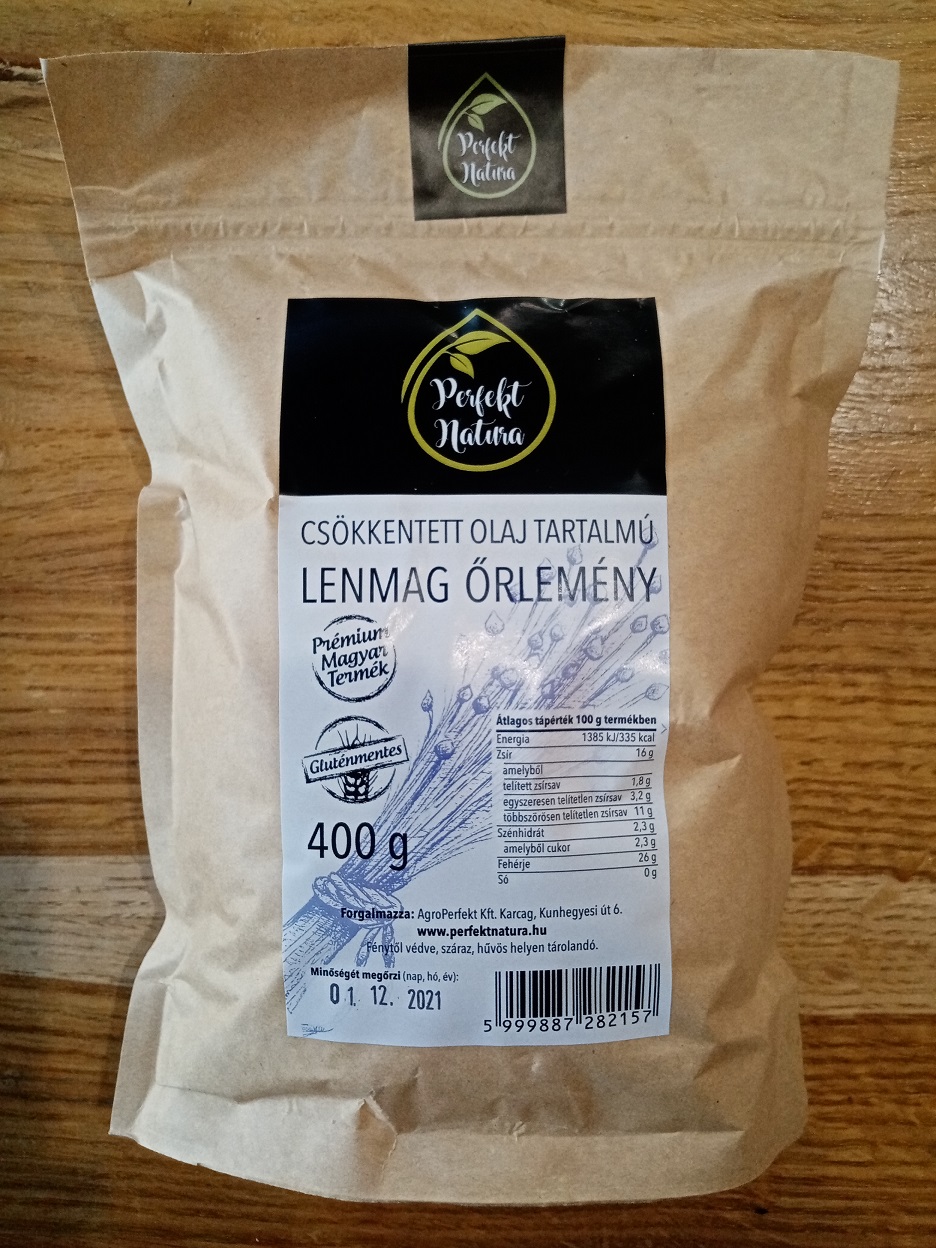 Perfekt
Natura
Perfekt
Natura
CSÖKKENTETT OLAJ TARTALMÚ
LENMAG ŐRLEMÉNY
Prémium
Magyar
Termék
Gluténmentes
400 g
Átlagos tápérték 100 g termékben
Energia 1385 kJ/335 kcal
Zsír 16 g
amelyből
telített zsírsav 1,8 g
egyszeresen telítetlen zsírsav 3,2 g
többszörösen telítetlen zsírsav 11 g
Szénhidrát 2,3 g
amelyből cukor 2,3 g
Fehérje 26 g
Só 0 g
Forgalmazza: AgroPerfekt Kft. Karcag, Kunhegyesi út 6.
www.perfektnatura.hu
Fénytől védve, száraz, hűvös helyen tárolandó.
Minőségét megőrzi (nap, hó, év):
01. 12. 2021
5 999887 282157